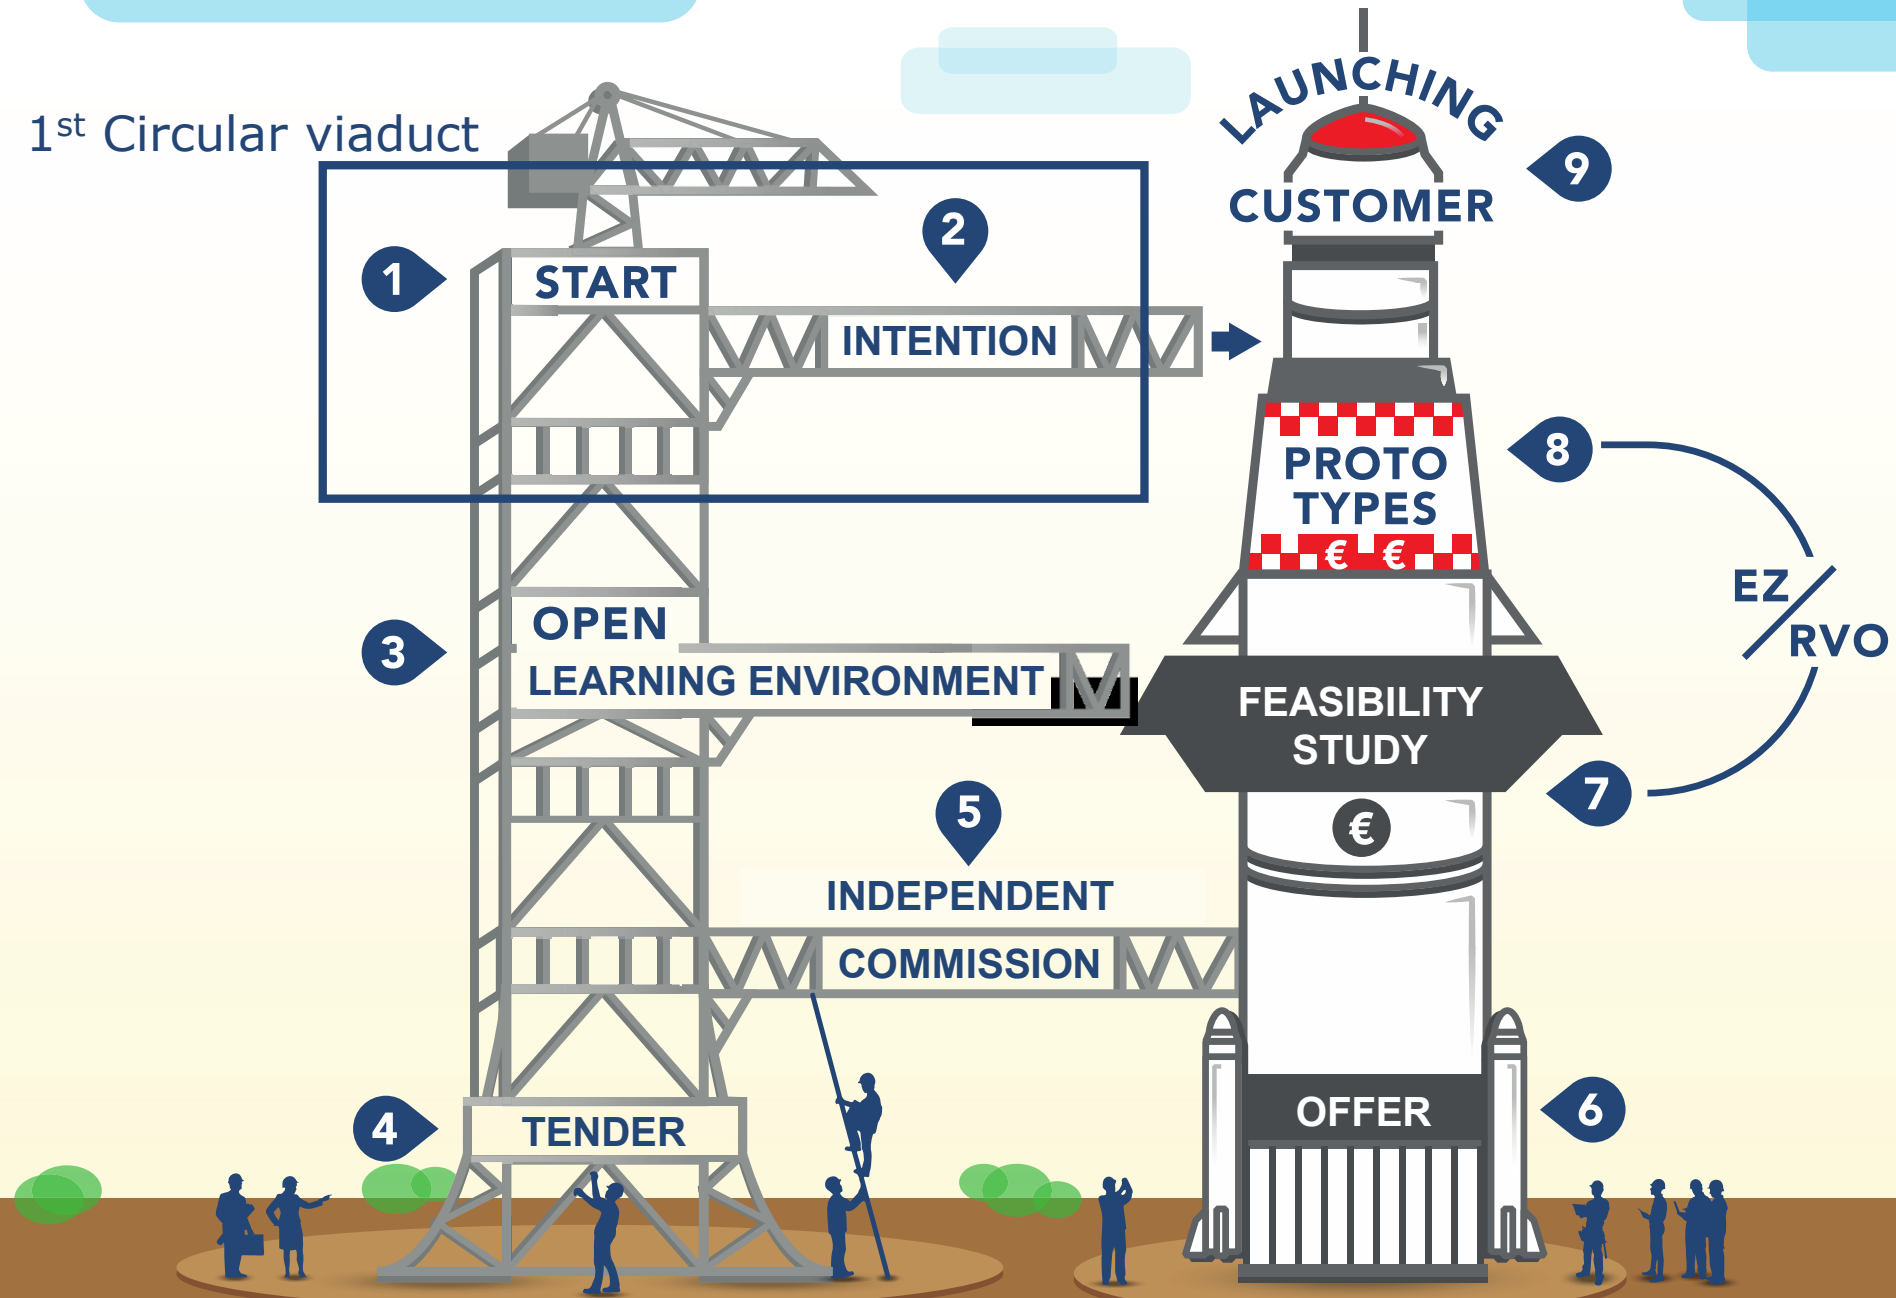 1st Circular viaduct
LAUNCHING
CUSTOMER
9
1
START
2
INTENTION
PROTO
TYPES
€ €
8
EZ/
RVO
3
OPEN
LEARNING ENVIRONMENT
FEASIBILITY
STUDY
7
€
5
INDEPENDENT
COMMISSION
4
TENDER
OFFER
6